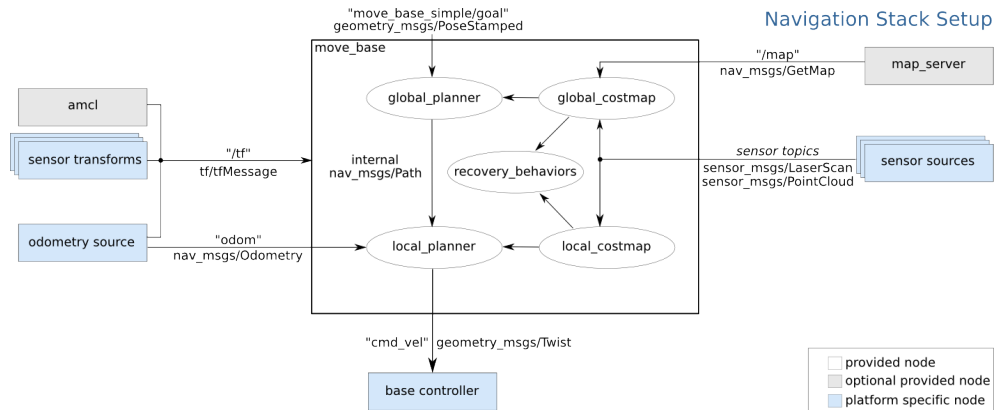 Navigation Stack Setup
"move_base_simple/goal"
geometry_msgs/PoseStamped
move_base
"/map"
nav_msgs/GetMap
map_server
global_planner
global_costmap
amcl
sensor transforms
"/tf"
tf/tfMessage
internal
nav_msgs/Path
recovery_behaviors
sensor topics
sensor_msgs/LaserScan
sensor_msgs/PointCloud
sensor sources
odometry source
"odom"
nav_msgs/Odometry
local_planner
local_costmap
"cmd_vel" geometry_msgs/Twist
base controller
provided node
optional provided node
platform specific node